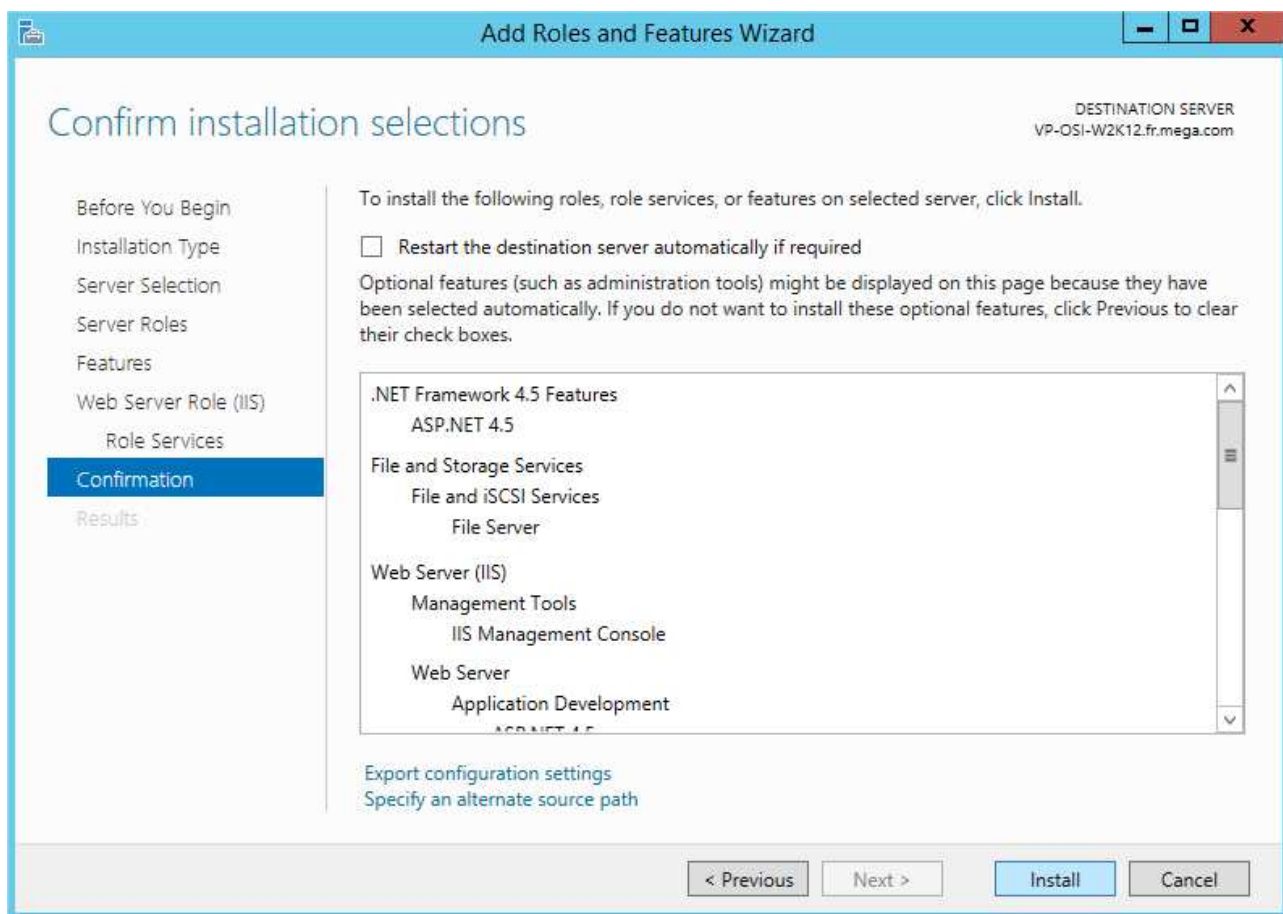 Add Roles and Features Wizard
Confirm installation selections
DESTINATION SERVER
VP-OSI-W2K12.fr.mega.com
Before You Begin
Installation Type
Server Selection
Server Roles
Features
Web Server Role (IIS)
Role Services
Confirmation
Results
To install the following roles, role services, or features on selected server, click Install.
Restart the destination server automatically if required
Optional features (such as administration tools) might be displayed on this page because they have
been selected automatically. If you do not want to install these optional features, click Previous to clear
their check boxes.
.NET Framework 4.5 Features
ASP.NET 4.5
File and Storage Services
File and iSCSI Services
File Server
Web Server (IIS)
Management Tools
IIS Management Console
Web Server
Application Development
ASP.NET 4.5
Export configuration settings
Specify an alternate source path
< Previous
Next >
Install
Cancel